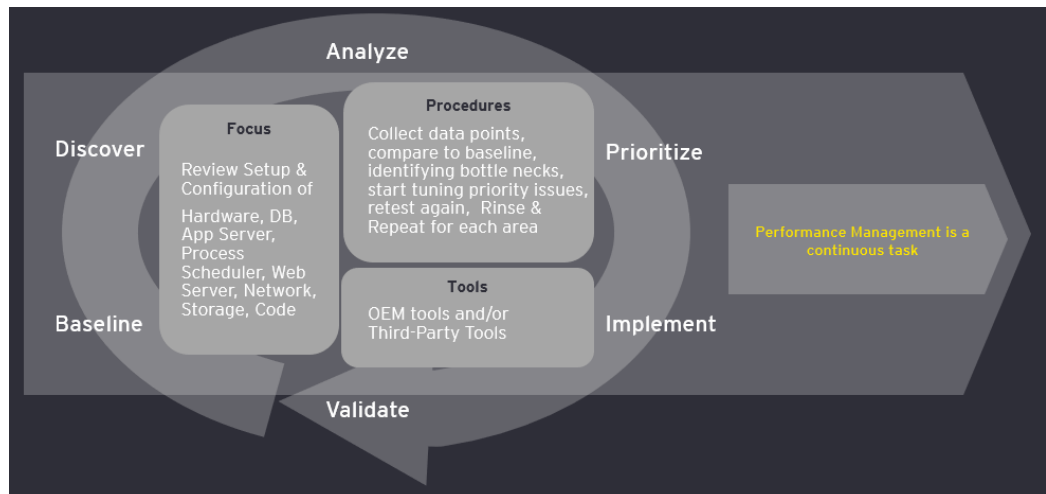 Analyze
Discover
Focus
Review Setup &
Configuration of
Hardware, DB,
App Server,
Process
Scheduler, Web
Server, Network,
Storage, Code
Procedures
Collect data points,
compare to baseline,
identifying bottle necks,
start tuning priority issues,
retest again, Rinse &
Repeat for each area
Prioritize
Performance Management is a
continuous task
Baseline
Tools
OEM tools and/or
Third-Party Tools
Implement
Validate